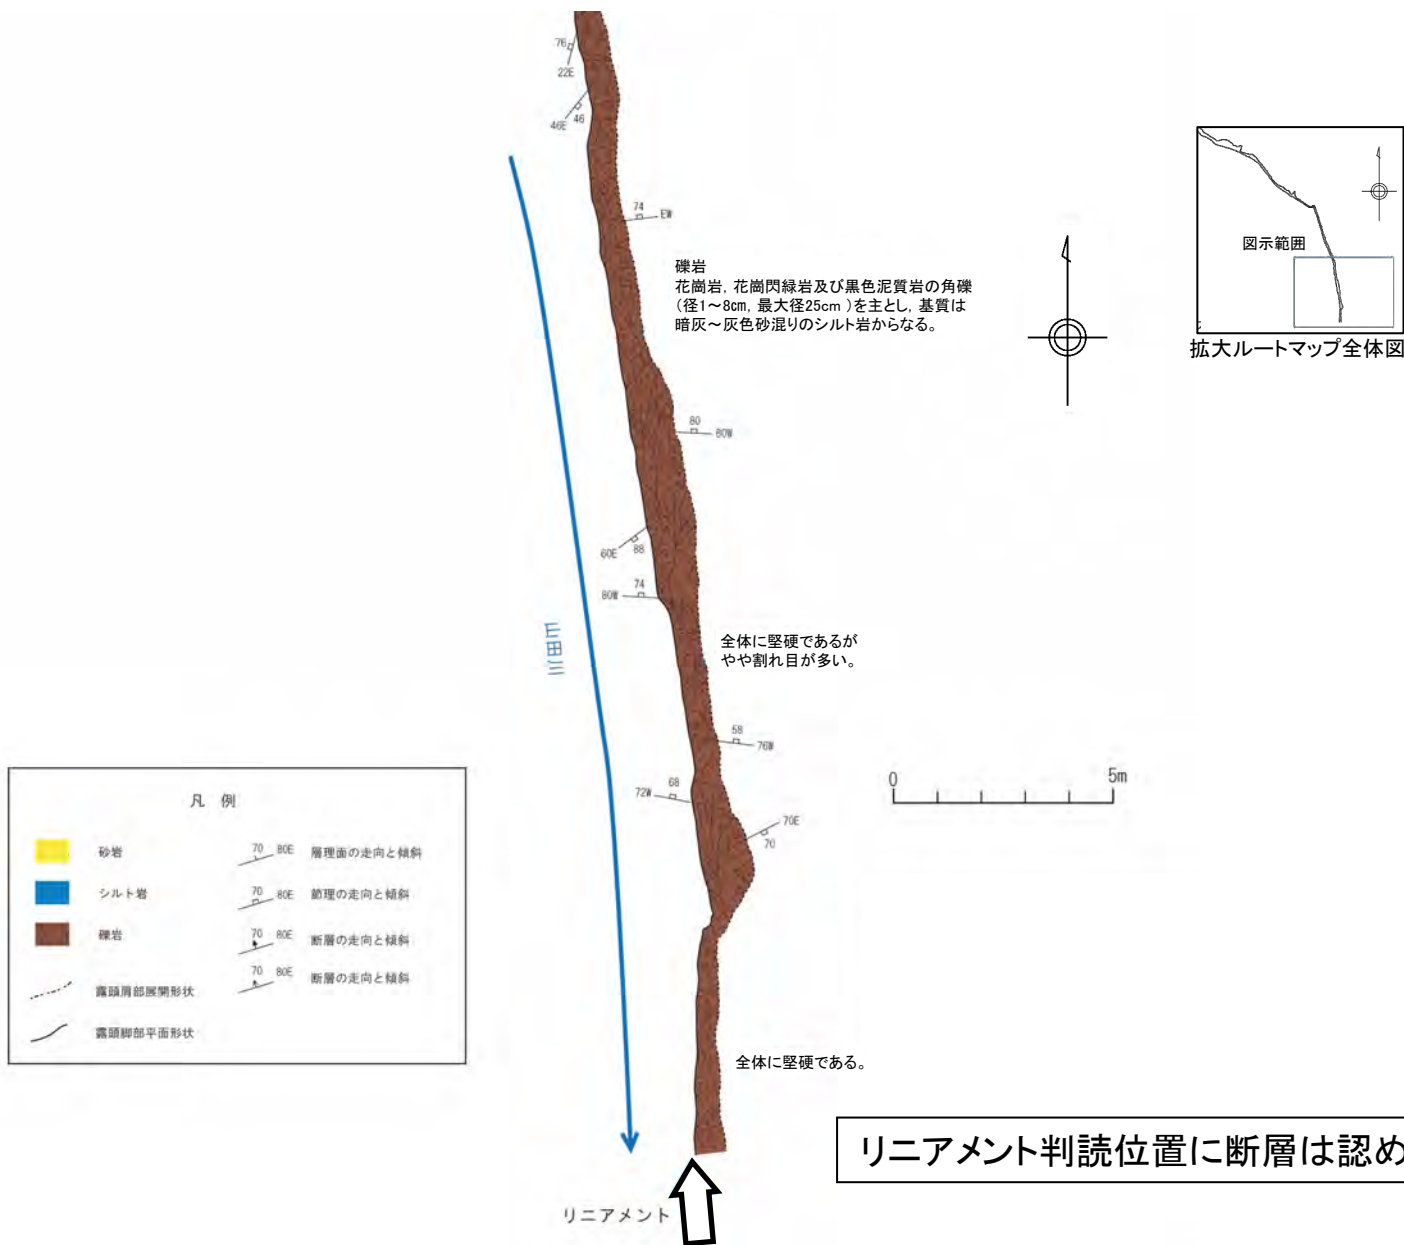 76
22E
46
46E
74
EW
礫岩
花崗岩, 花崗閃緑岩及び黒色泥質岩の角礫
(径1～8㎝, 最大径25cm )を主とし, 基質は
暗灰～灰色砂混りのシルト岩からなる。
図示範囲
拡大ルートマップ全体図
80
80W
60E
88
74
80W
山田川
全体に堅硬であるが
やや割れ目が多い。
58
76W
68
72W
70E
70
0
5m
凡 例
砂岩
70 80E 層理面の走向と傾斜
シルト岩
70 80E 節理の走向と傾斜
礫岩
70 80E 断層の走向と傾斜
70 80E 断層の走向と傾斜
露頭肩部展開形状
露頭脚部平面形状
全体に堅硬である。
リニアメント判読位置に断層は認め
リニアメント